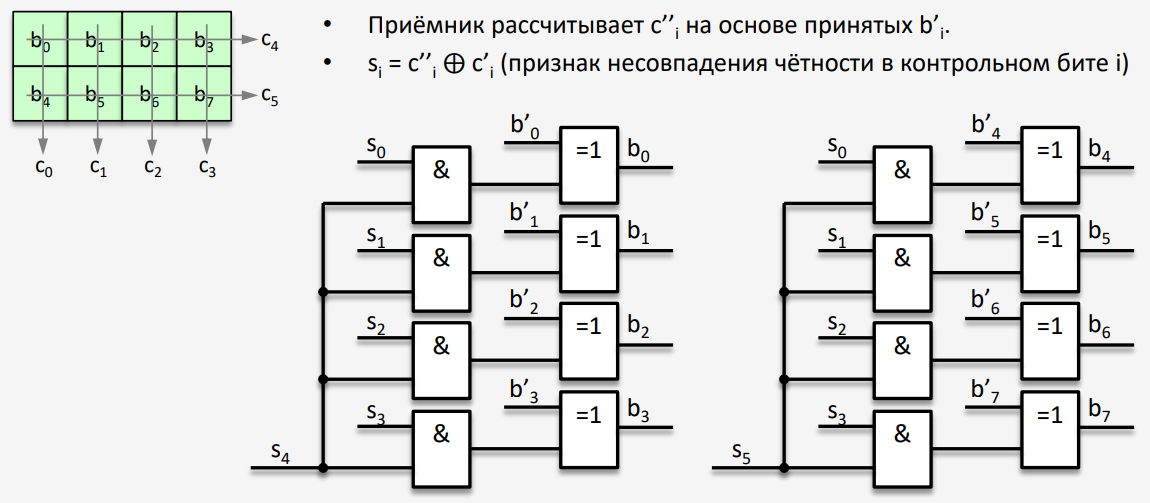 b₀ b₁ b₂ b₃ c₄
b₄ b₅ b₆ b₇ c₅
c₀ c₁ c₂ c₃
• Приёмник рассчитывает c’’ᵢ на основе принятых b’ᵢ.
• sᵢ = c’’ᵢ ⊕ c’ᵢ (признак несовпадения чётности в контрольном бите i)
s₀ & b’₀ =1 b₀
s₁ & b’₁ =1 b₁
s₂ & b’₂ =1 b₂
s₃ & b’₃ =1 b₃
s₄
s₀ & b’₄ =1 b₄
s₁ & b’₅ =1 b₅
s₂ & b’₆ =1 b₆
s₃ & b’₇ =1 b₇
s₅